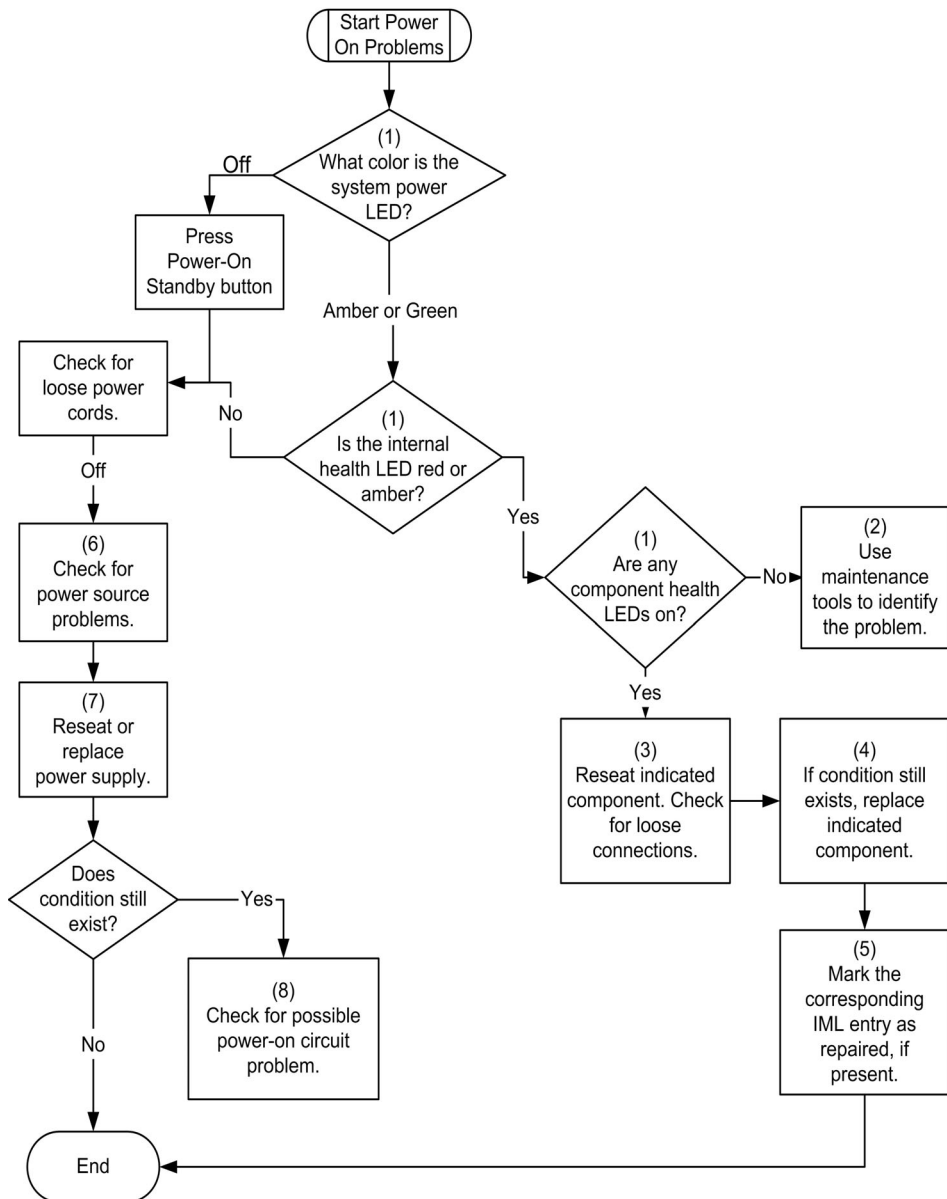 Start Power
On Problems
(1)
What color is the
system power
LED?
Off
Press
Power-On
Standby button
Amber or Green
Check for
loose power
cords.
No
(1)
Is the internal
health LED red or
amber?
Off
Yes
(1)
Are any
component health
LEDs on?
No
(2)
Use
maintenance
tools to identify
the problem.
(6)
Check for
power source
problems.
Yes
(7)
Reseat or
replace
power supply.
(3)
Reseat indicated
component. Check
for loose
connections.
(4)
If condition still
exists, replace
indicated
component.
Does
condition still
exist?
Yes
(8)
Check for possible
power-on circuit
problem.
(5)
Mark the
corresponding
IML entry as
repaired, if
present.
No
End